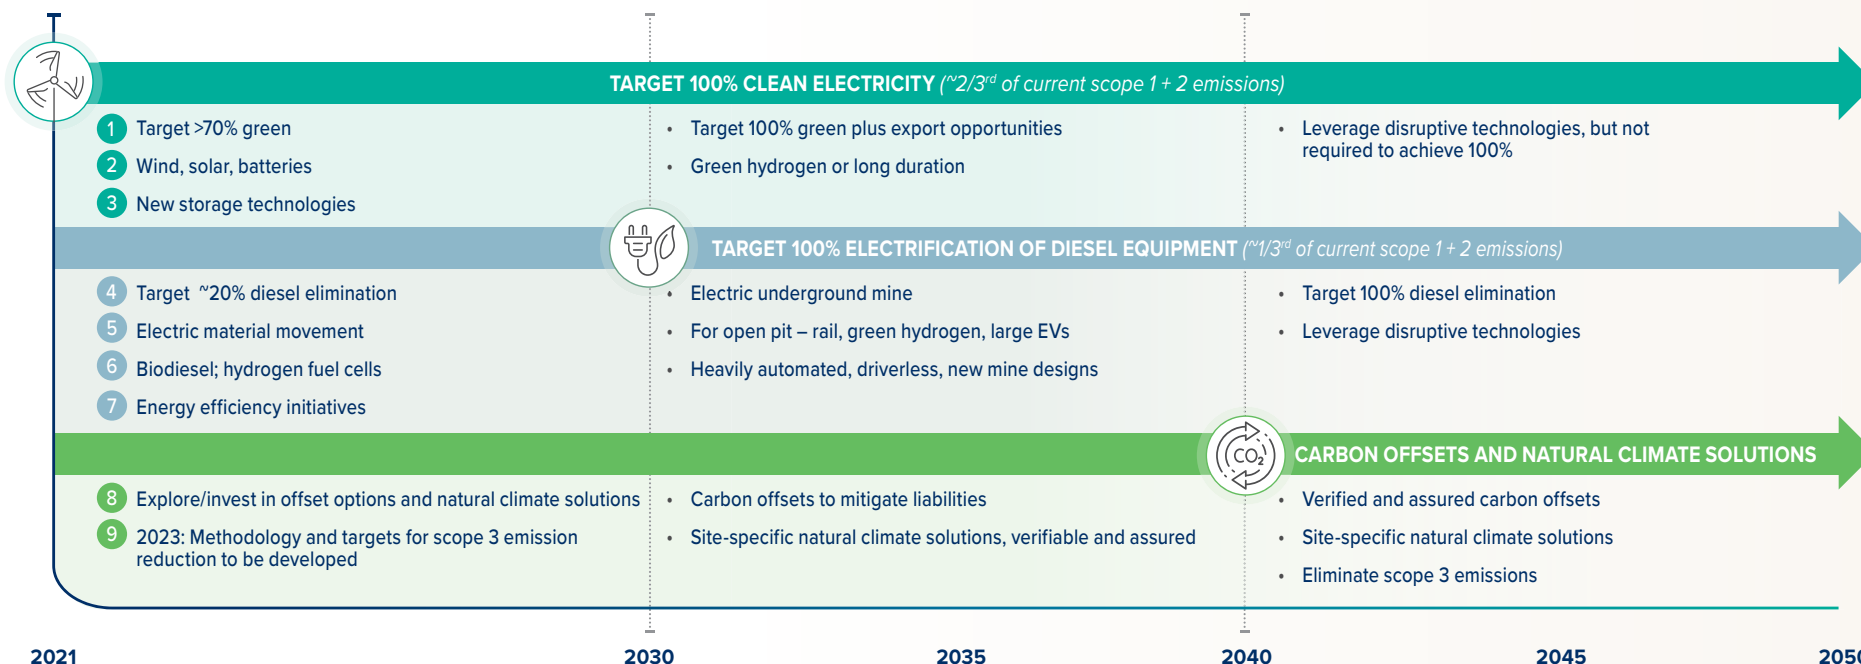 TARGET 100% CLEAN ELECTRICITY (~2/3rd of current scope 1 + 2 emissions)
1 Target >70% green
2 Wind, solar, batteries
3 New storage technologies
• Target 100% green plus export opportunities
• Green hydrogen or long duration
• Leverage disruptive technologies, but not
required to achieve 100%
TARGET 100% ELECTRIFICATION OF DIESEL EQUIPMENT (~1/3rd of current scope 1 + 2 emissions)
4 Target ~20% diesel elimination
5 Electric material movement
6 Biodiesel; hydrogen fuel cells
7 Energy efficiency initiatives
• Electric underground mine
• For open pit – rail, green hydrogen, large EVs
• Heavily automated, driverless, new mine designs
• Target 100% diesel elimination
• Leverage disruptive technologies
CO2
CARBON OFFSETS AND NATURAL CLIMATE SOLUTIONS
8 Explore/invest in offset options and natural climate solutions
9 2023: Methodology and targets for scope 3 emission
reduction to be developed
• Carbon offsets to mitigate liabilities
• Site-specific natural climate solutions, verifiable and assured
• Verified and assured carbon offsets
• Site-specific natural climate solutions
• Eliminate scope 3 emissions
2021 2030 2035 2040 2045 2050